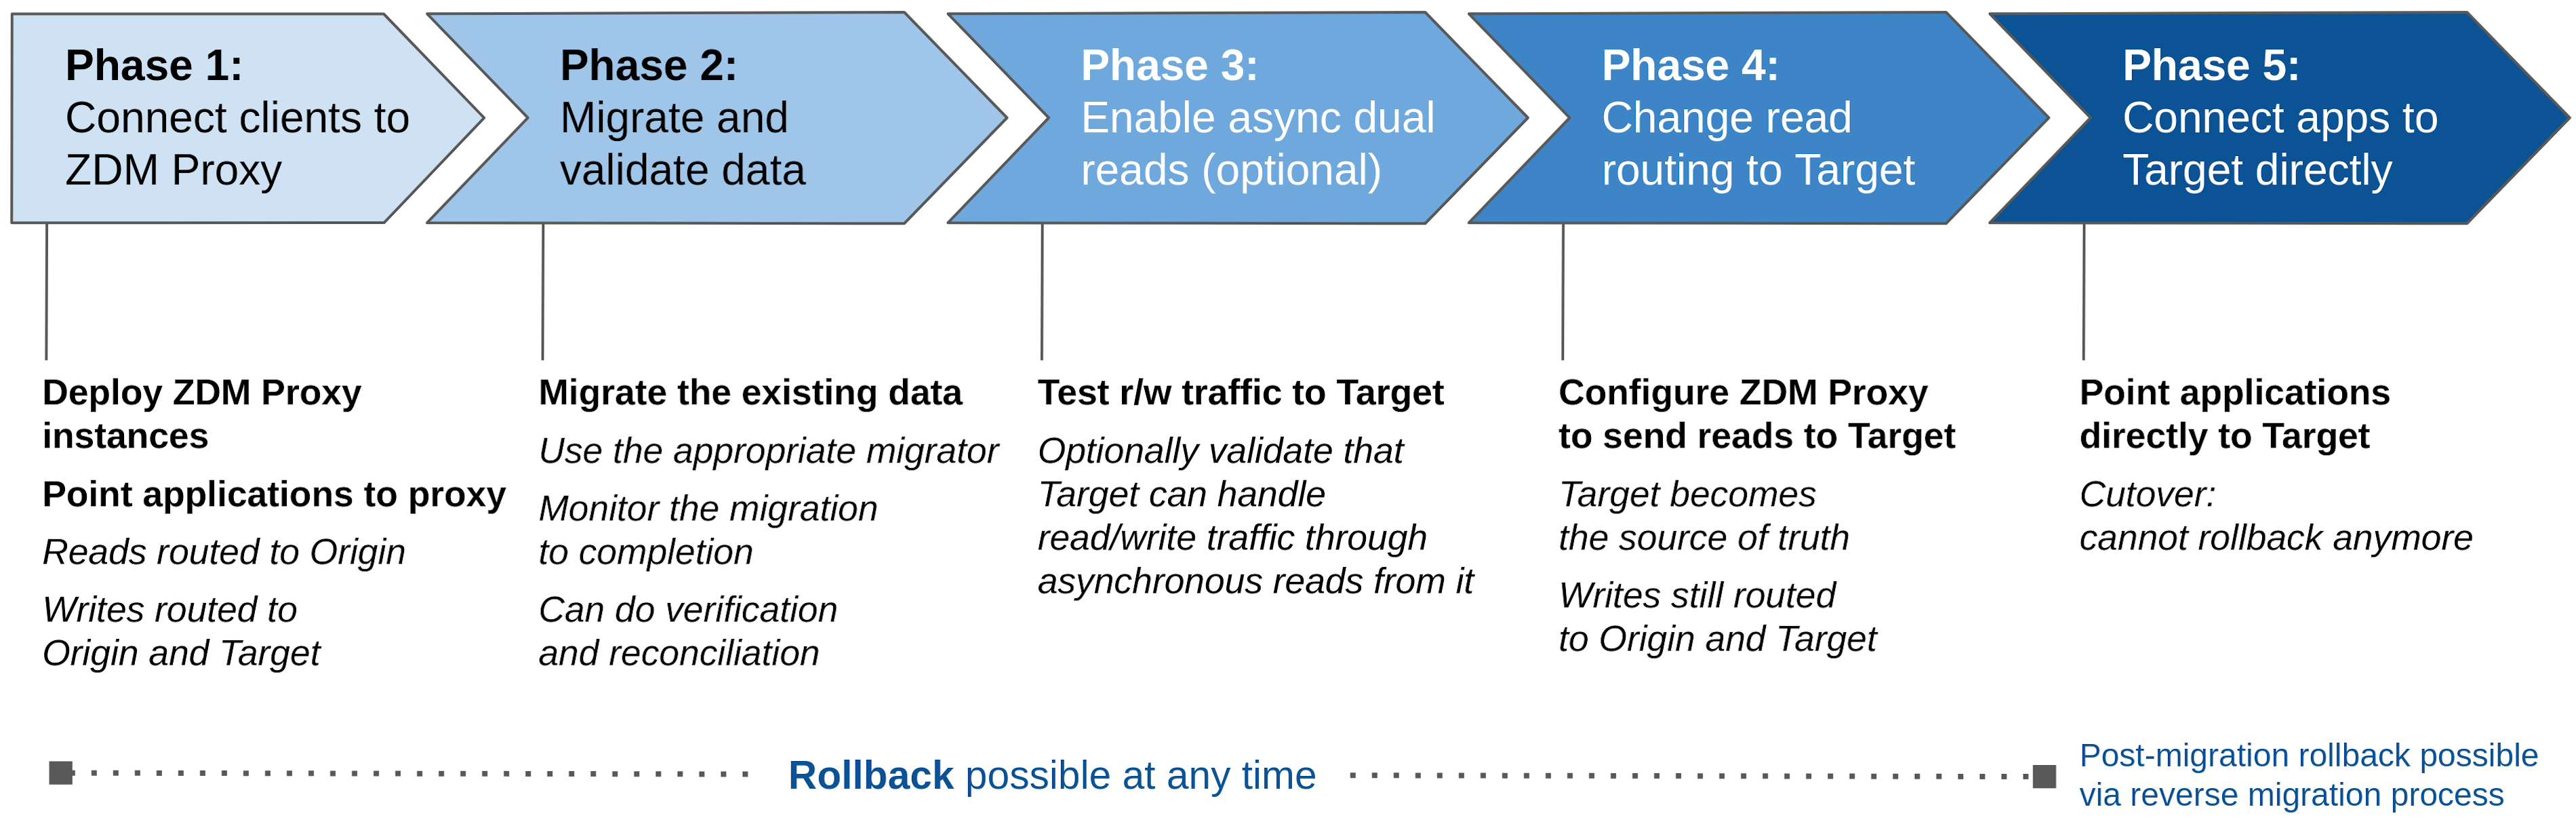 Phase 1:
Connect clients to
ZDM Proxy
Phase 2:
Migrate and
validate data
Phase 3:
Enable async dual
reads (optional)
Phase 4:
Change read
routing to Target
Phase 5:
Connect apps to
Target directly
Deploy ZDM Proxy
instances
Point applications to proxy
Reads routed to Origin
Writes routed to
Origin and Target
Migrate the existing data
Use the appropriate migrator
Monitor the migration
to completion
Can do verification
and reconciliation
Test r/w traffic to Target
Optionally validate that
Target can handle
read/write traffic through
asynchronous reads from it
Configure ZDM Proxy
to send reads to Target
Target becomes
the source of truth
Writes still routed
to Origin and Target
Point applications
directly to Target
Cutover:
cannot rollback anymore
Rollback possible at any time
Post-migration rollback possible
via reverse migration process